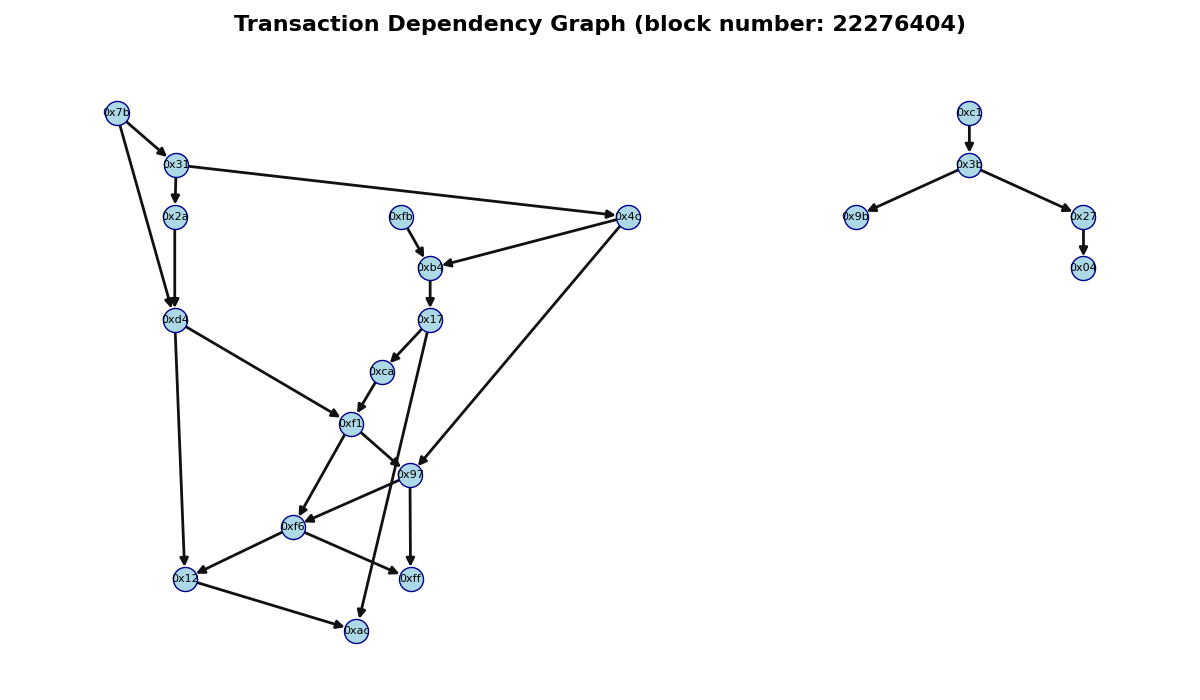 Transaction Dependency Graph (block number: 22276404)
0x7b
0xc1
0x31
0x3b
0x2a
0xfb
0x4c
0x9b
0x27
0xb4
0x04
0xd4
0x17
0xca
0xf1
0x97
0xf6
0x12
0xff
0xac